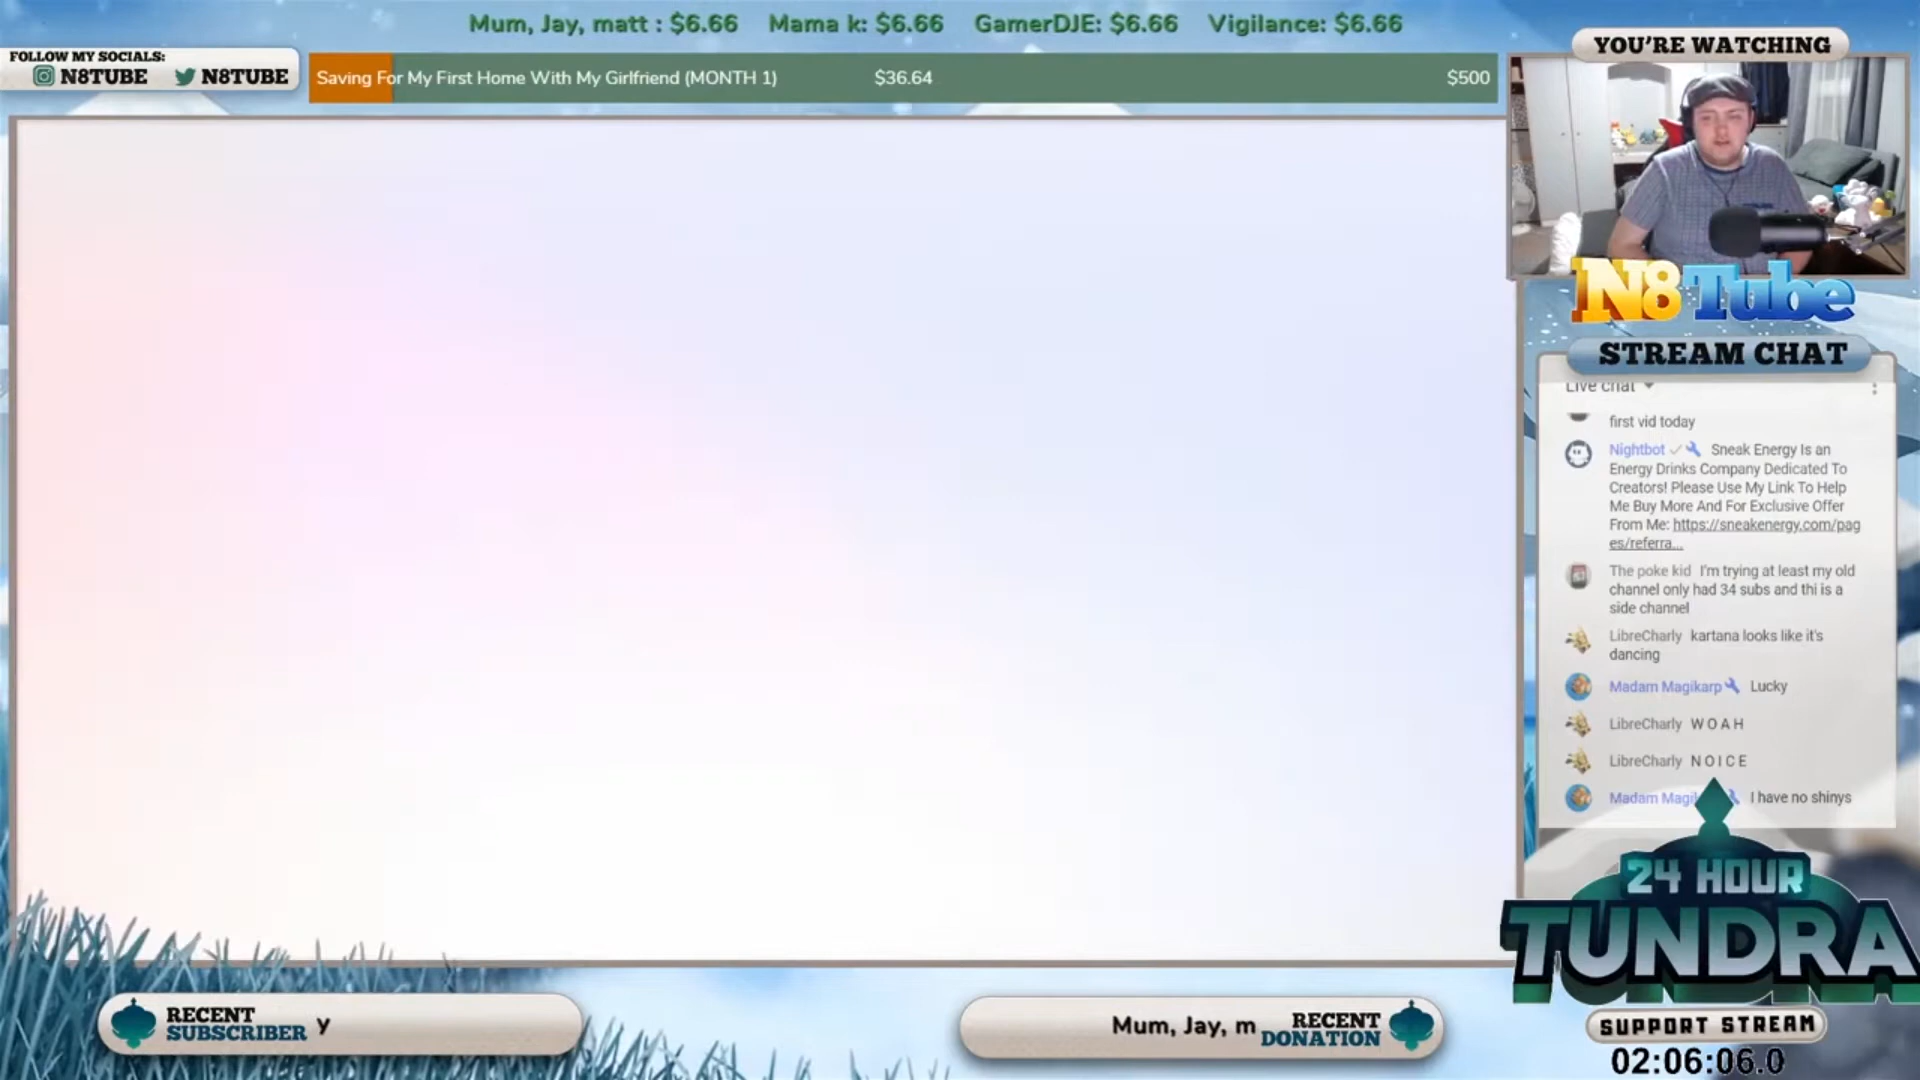 Mum, Jay, matt : $6.66 Mama k: $6.66 GamerDJE: $6.66 Vigilance: $6.66
FOLLOW MY SOCIALS:
N8TUBE N8TUBE
Saving For My First Home With My Girlfriend (MONTH 1) $36.64 $500
YOU'RE WATCHING
N8Tube
STREAM CHAT
Live chat
first vid today
Nightbot Sneak Energy Is an
Energy Drinks Company Dedicated To
Creators! Please Use My Link To Help
Me Buy More And For Exclusive Offer
From Me: https://sneakenergy.com/pag
es/referra...
The poke kid I'm trying at least my old
channel only had 34 subs and thi is a
side channel
LibreCharly kartana looks like it's
dancing
Madam Magikarp Lucky
LibreCharly W O A H
LibreCharly N O I C E
Madam Magik I have no shinys
24 HOUR
TUNDRA
SUPPORT STREAM
02:06:06.0
RECENT
SUBSCRIBER y
Mum, Jay, m RECENT
DONATION